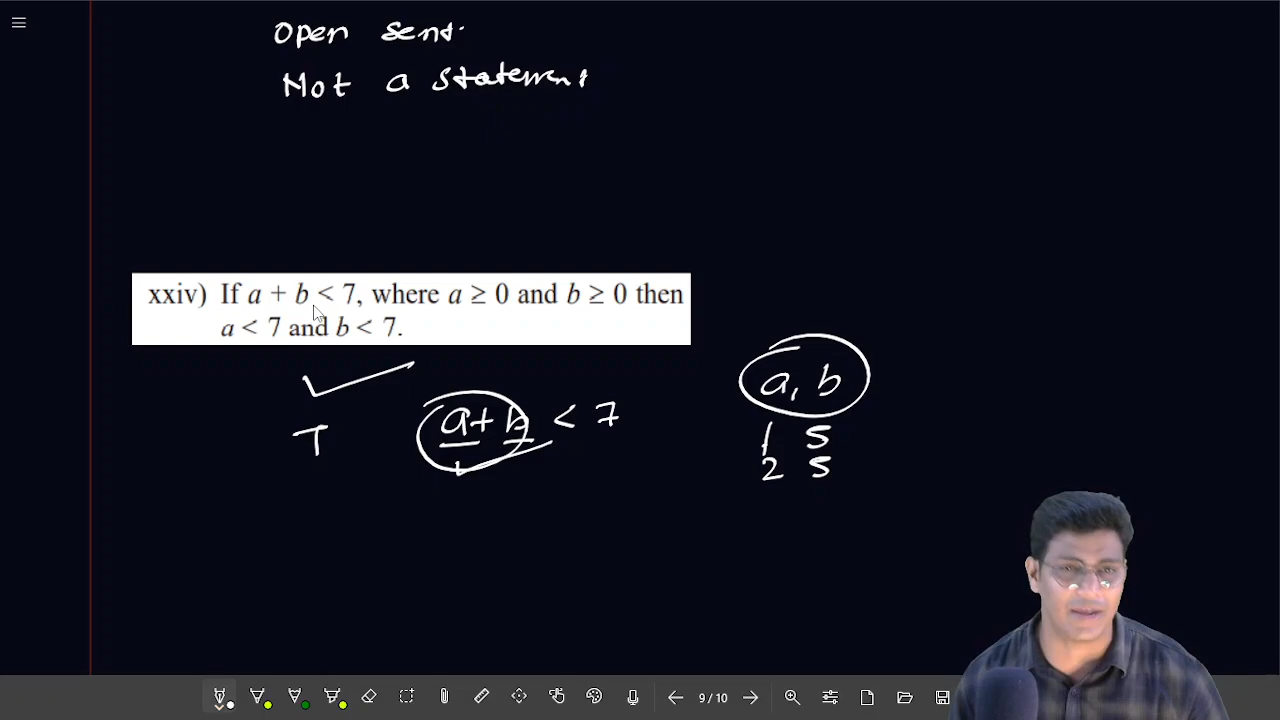 Open sent.
Not a statement
xxiv) If a + b < 7, where a ≥ 0 and b ≥ 0 then
a < 7 and b < 7.
a, b
T a+b < 7
1 5
2 5
9/10